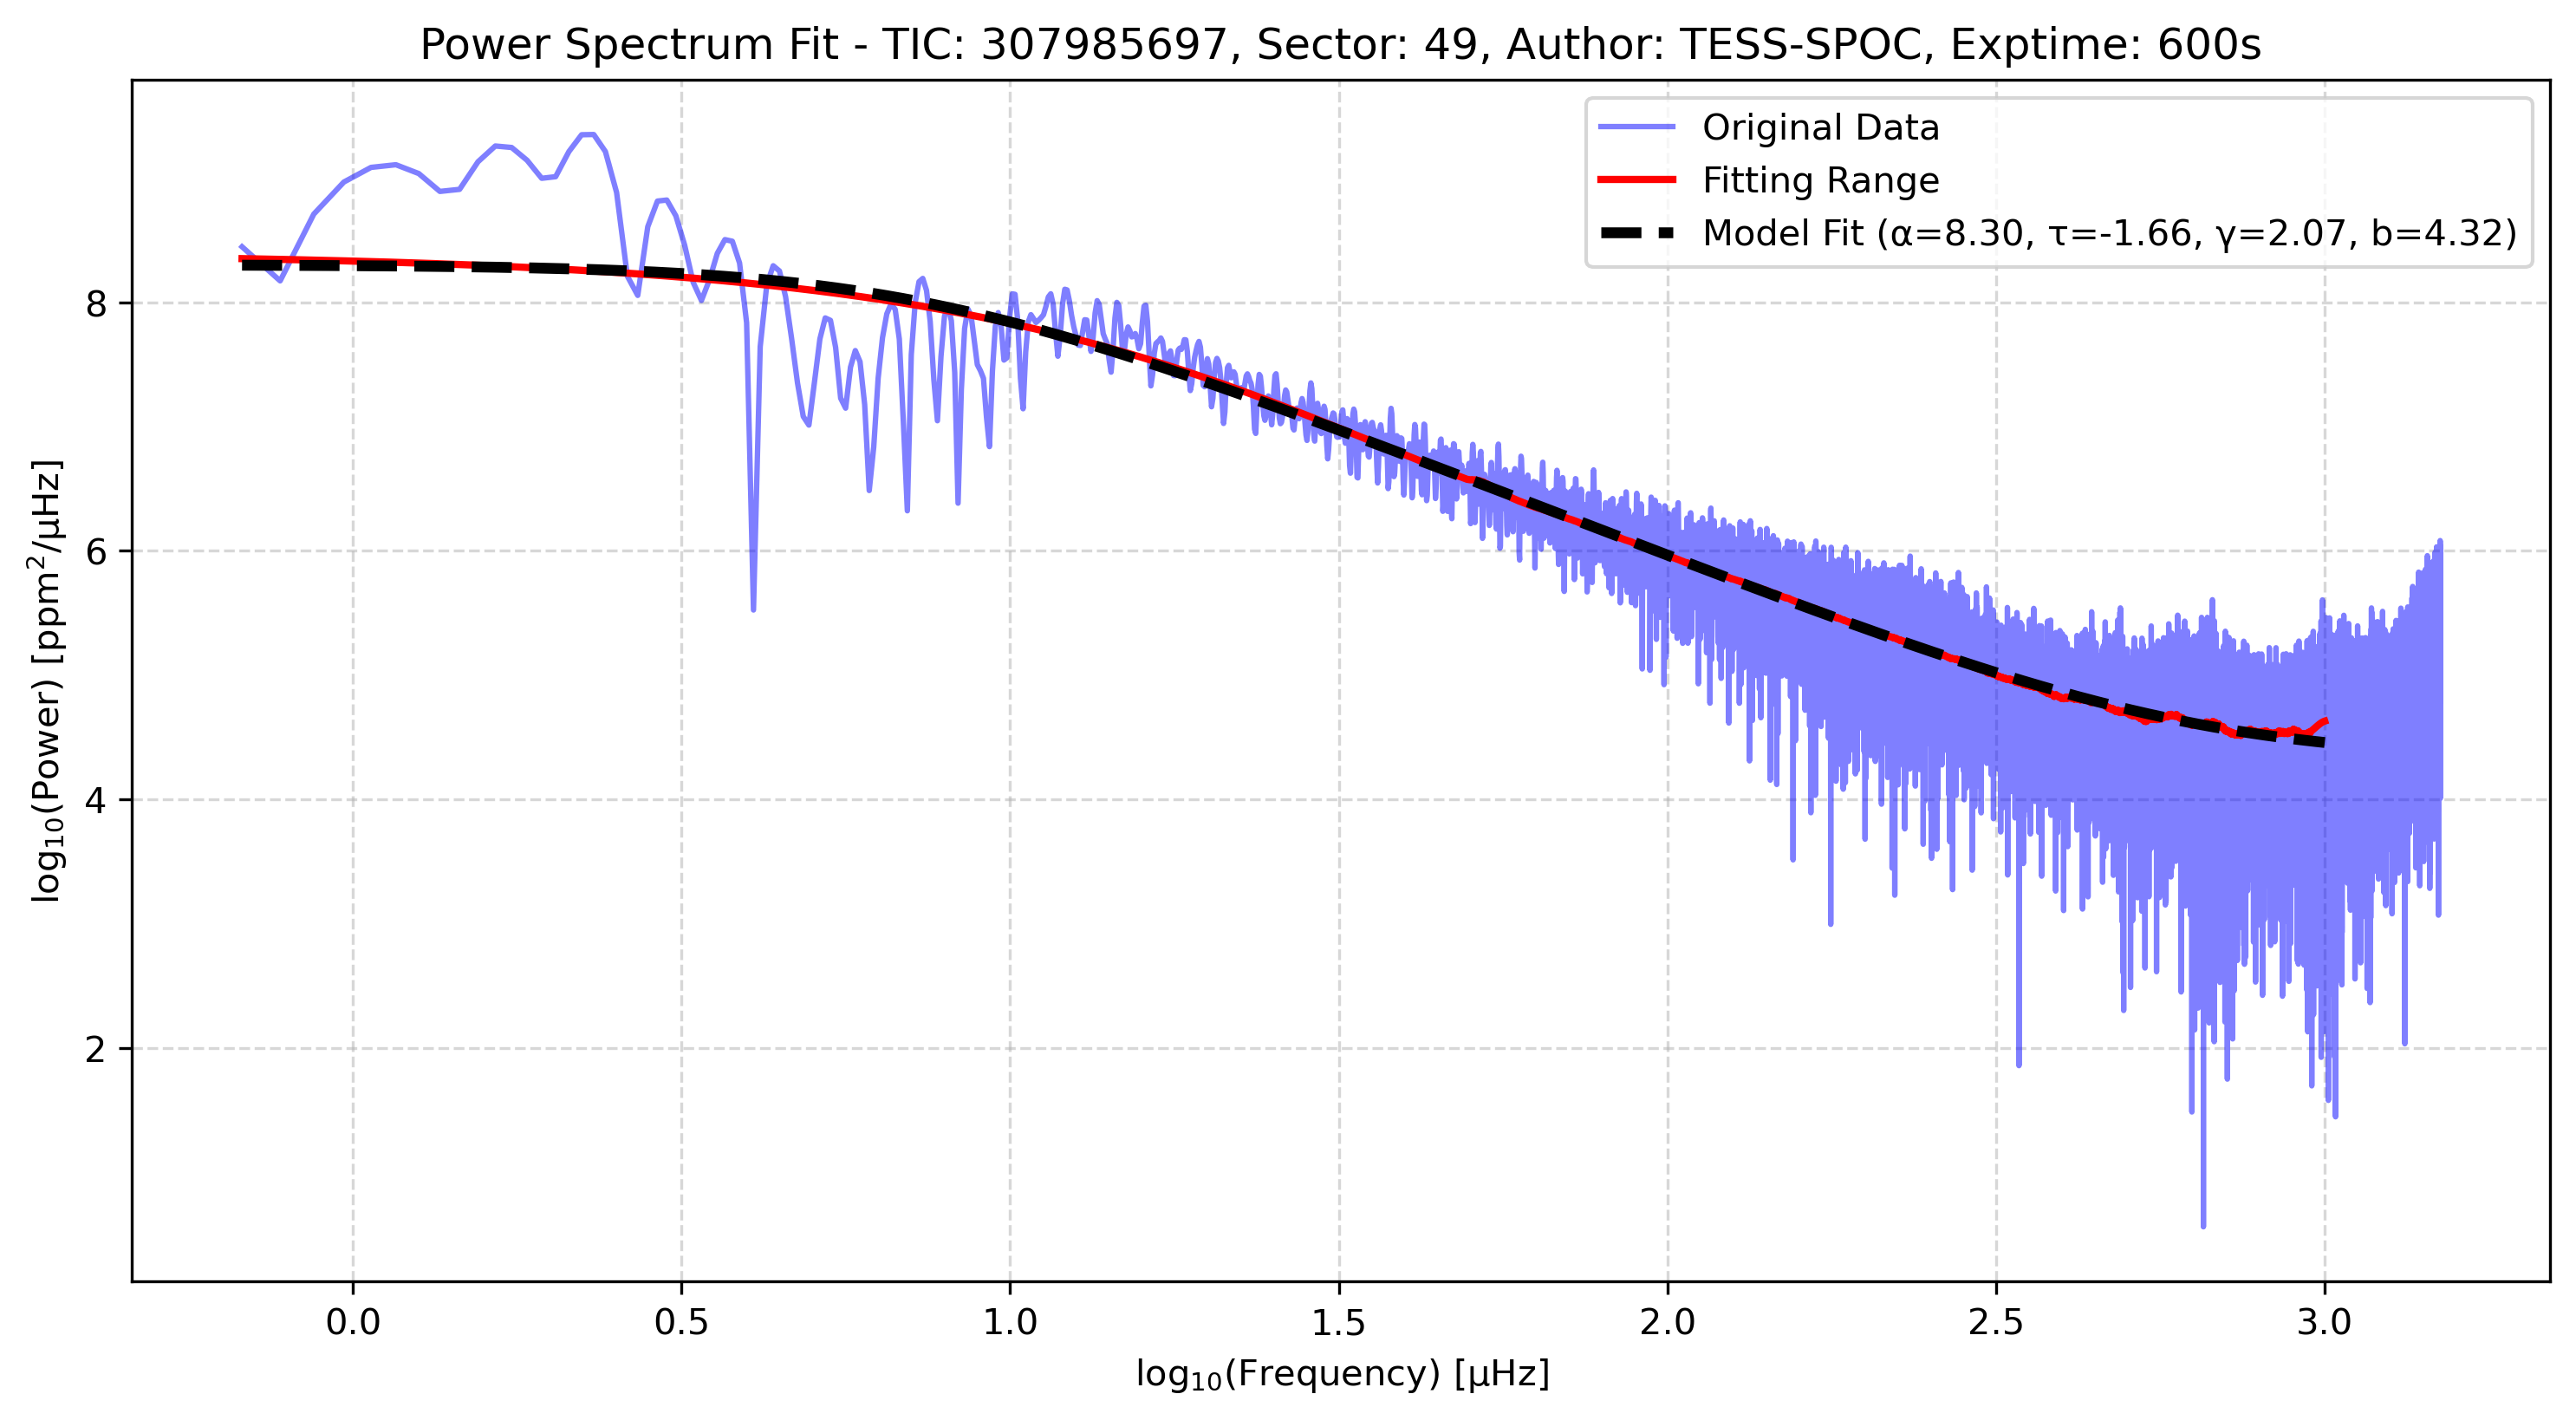 Power Spectrum Fit - TIC: 307985697, Sector: 49, Author: TESS-SPOC, Exptime: 600s
Original Data
Fitting Range
Model Fit (α=8.30, τ=-1.66, γ=2.07, b=4.32)
log₁₀(Power) [ppm²/μHz]
8
6
4
2
0.0 0.5 1.0 1.5 2.0 2.5 3.0
log₁₀(Frequency) [μHz]